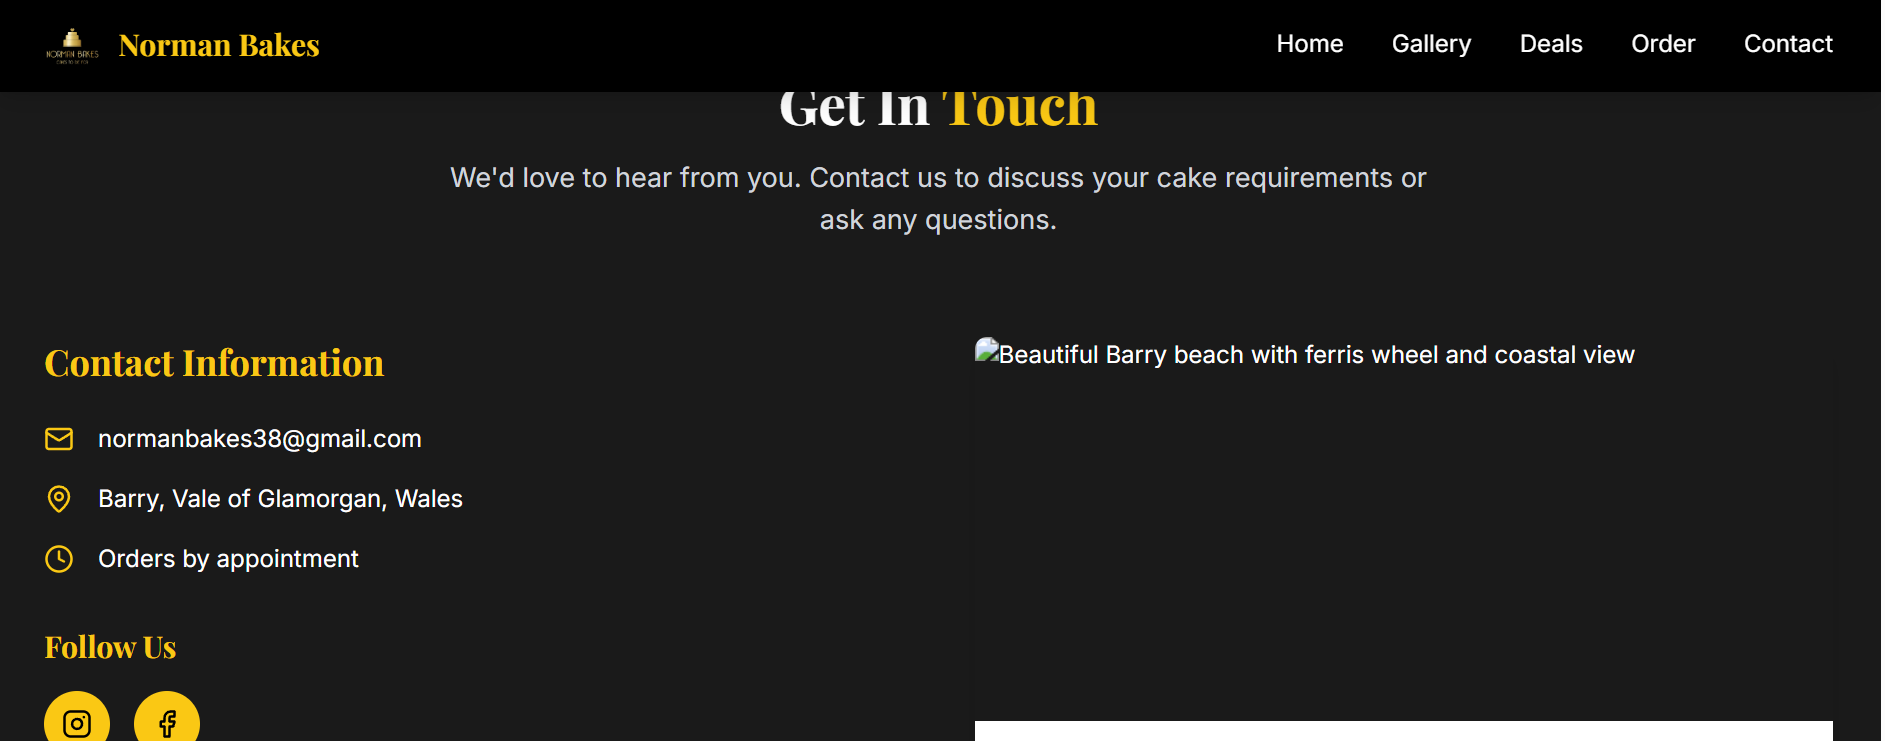 NORMAN BAKES
Norman Bakes
Home
Gallery
Deals
Order
Contact
Get In Touch
We'd love to hear from you. Contact us to discuss your cake requirements or
ask any questions.
Contact Information
normanbakes38@gmail.com
Barry, Vale of Glamorgan, Wales
Orders by appointment
Follow Us
Beautiful Barry beach with ferris wheel and coastal view